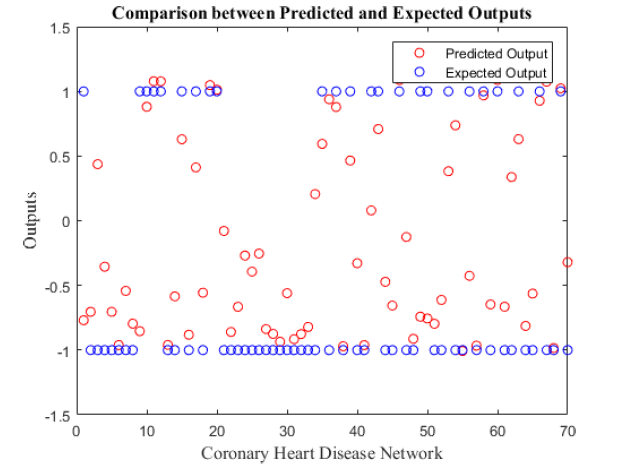 Comparison between Predicted and Expected Outputs
1.5
Predicted Output
Expected Output
1
0.5
0
-0.5
-1
-1.5
Outputs
0 10 20 30 40 50 60 70
Coronary Heart Disease Network